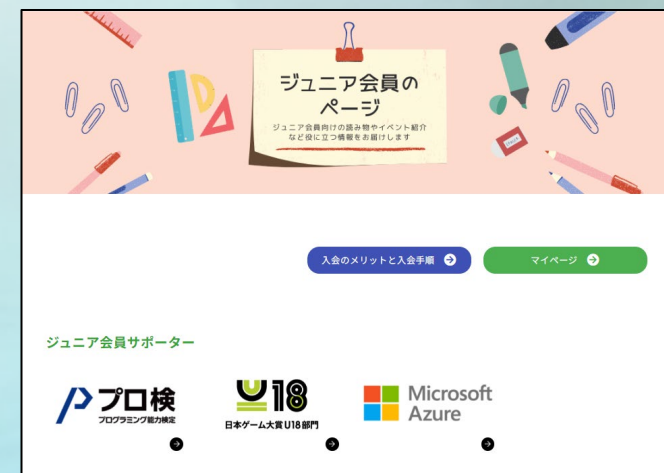 ジュニア会員の
ページ
ジュニア会員向けの読み物やイベント紹介
など役に立つ情報をお届けします
入会のメリットと入会手順
マイページ
ジュニア会員サポーター
プロ検
プログラミング能力検定
U18
日本ゲーム大賞 U18部門
Microsoft
Azure